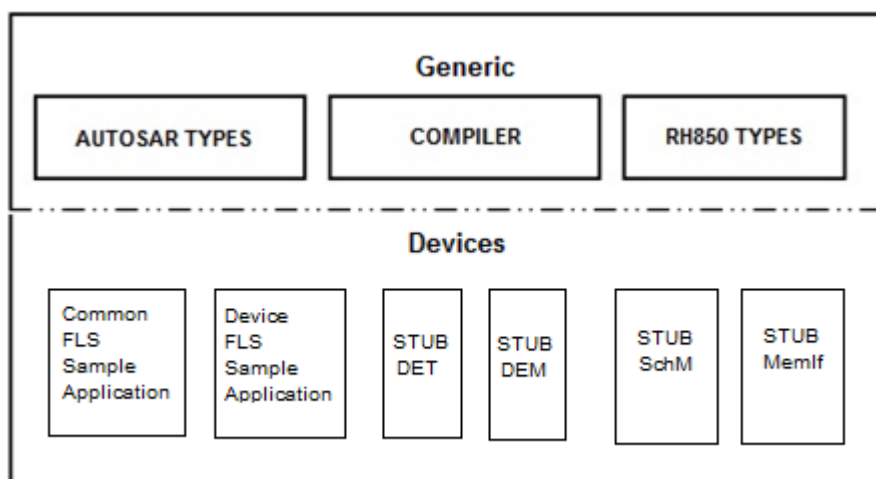 Generic
AUTOSAR TYPES
COMPILER
RH850 TYPES
Devices
Common
FLS
Sample
Application
Device
FLS
Sample
Application
STUB
DET
STUB
DEM
STUB
SchM
STUB
MemIf